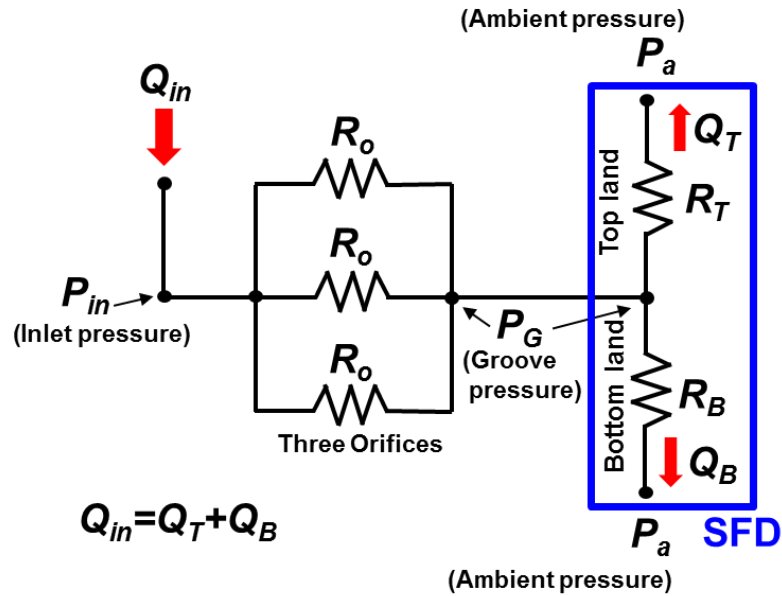 (Ambient pressure)
Pa
Qin
QT
Ro
Top land
RT
Ro
Pin
(Inlet pressure)
PG
(Groove
pressure)
Ro
Bottom land
RB
Three Orifices
QB
Qin=QT+QB
Pa
SFD
(Ambient pressure)